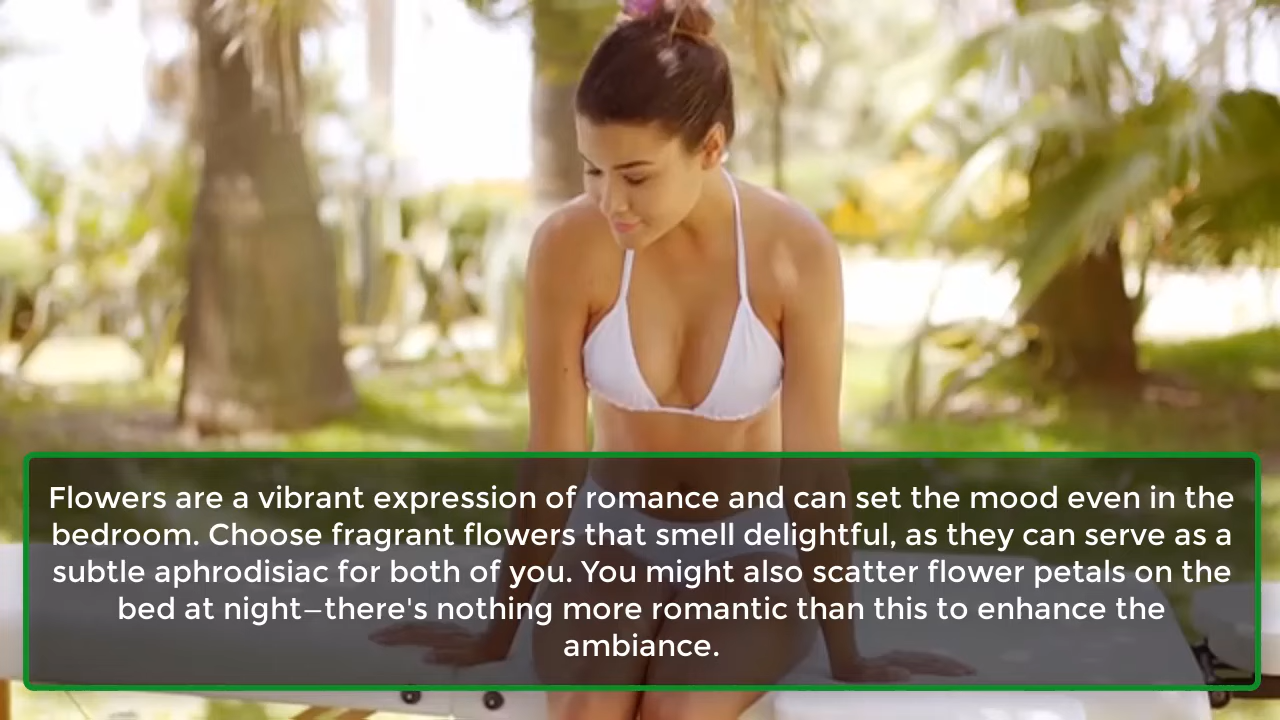 Flowers are a vibrant expression of romance and can set the mood even in the
bedroom. Choose fragrant flowers that smell delightful, as they can serve as a
subtle aphrodisiac for both of you. You might also scatter flower petals on the
bed at night—there's nothing more romantic than this to enhance the
ambiance.